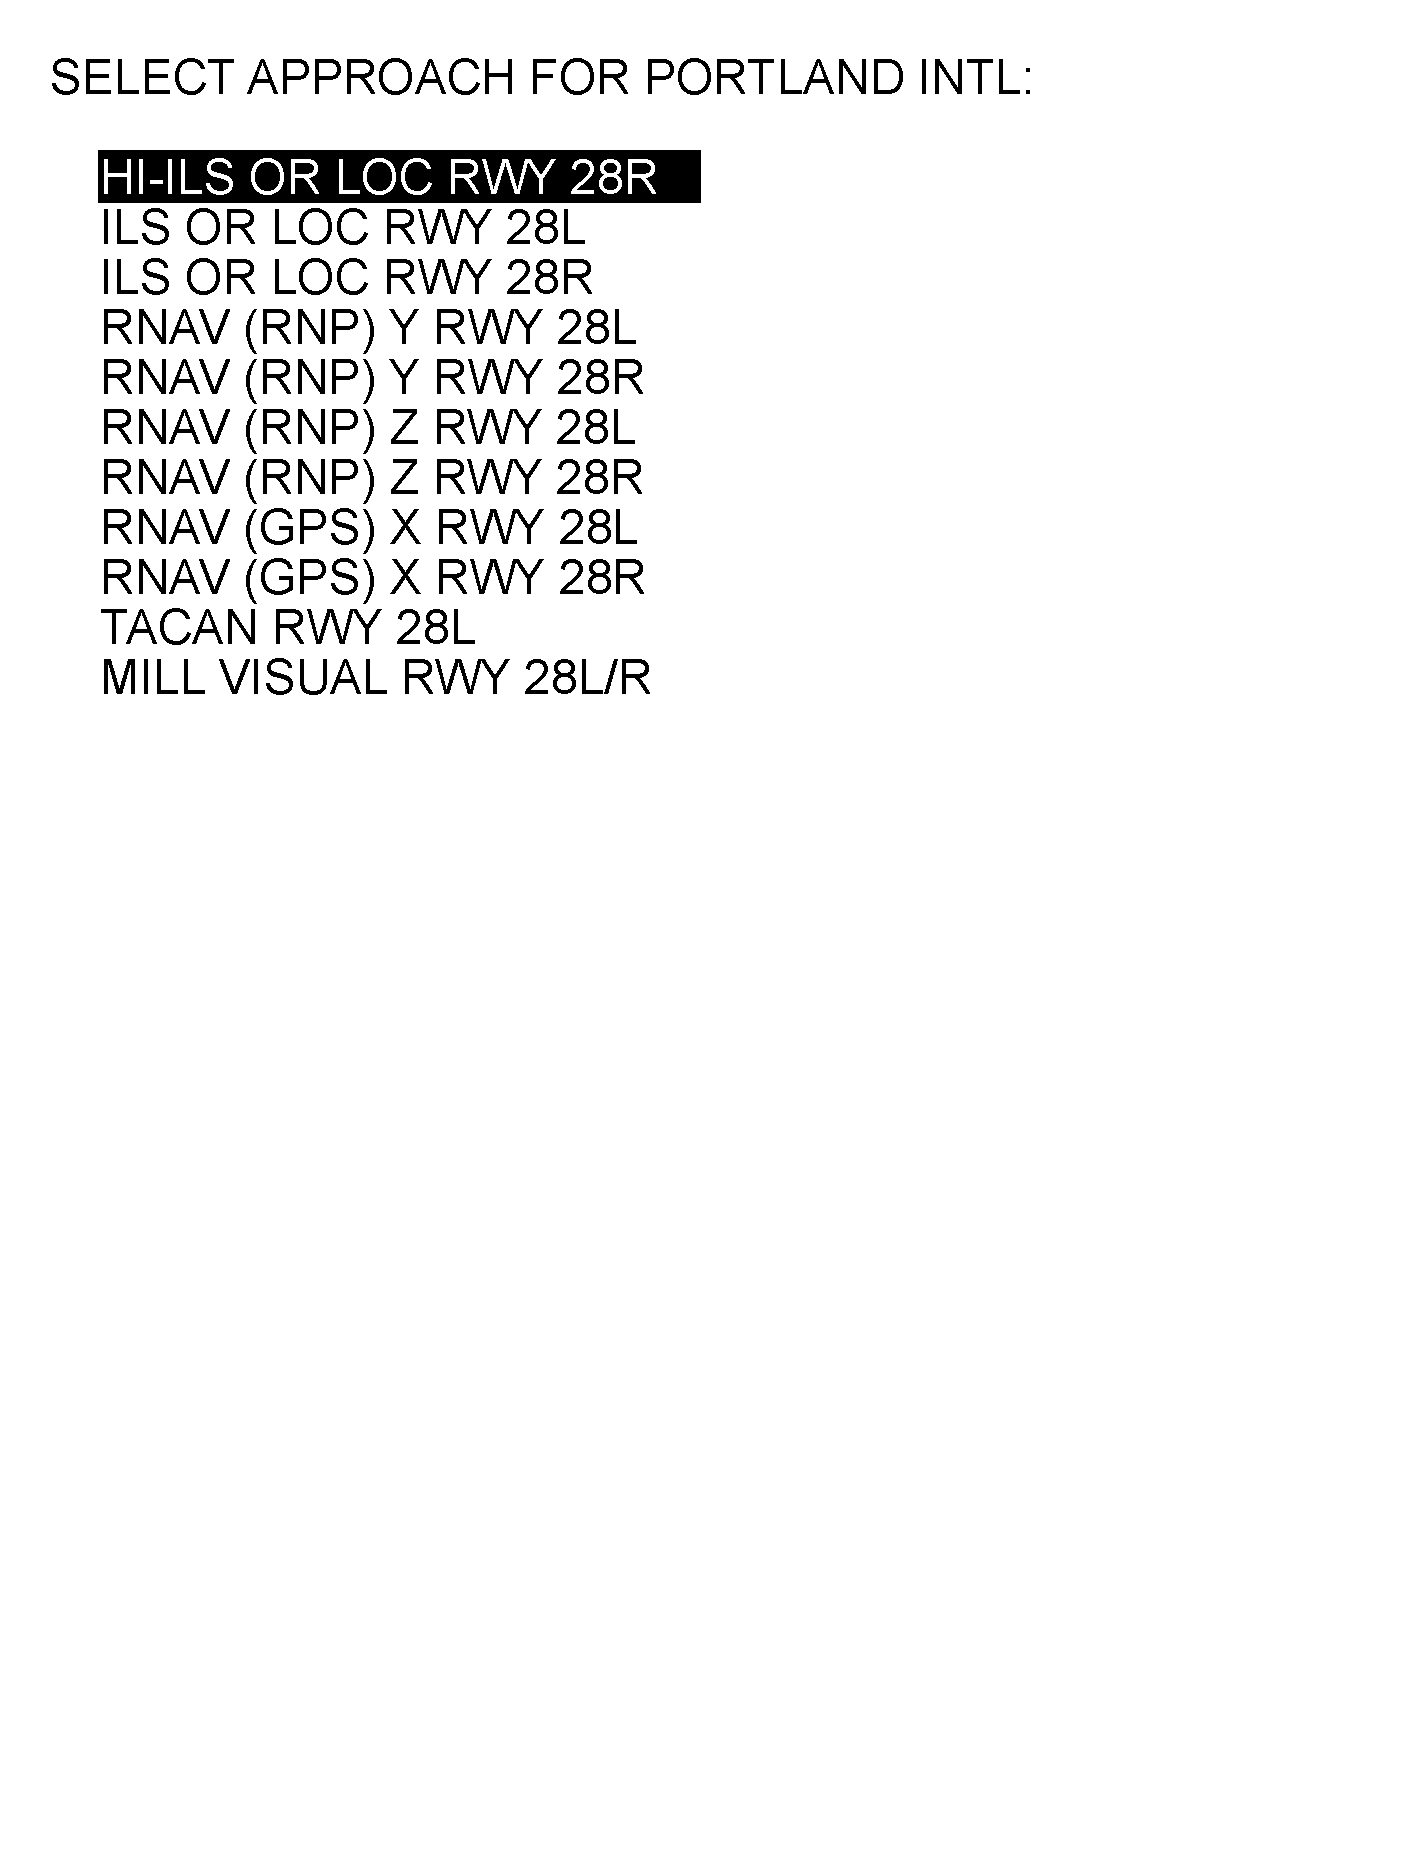 SELECT APPROACH FOR PORTLAND INTL:
HI-ILS OR LOC RWY 28R
ILS OR LOC RWY 28L
ILS OR LOC RWY 28R
RNAV (RNP) Y RWY 28L
RNAV (RNP) Y RWY 28R
RNAV (RNP) Z RWY 28L
RNAV (RNP) Z RWY 28R
RNAV (GPS) X RWY 28L
RNAV (GPS) X RWY 28R
TACAN RWY 28L
MILL VISUAL RWY 28L/R